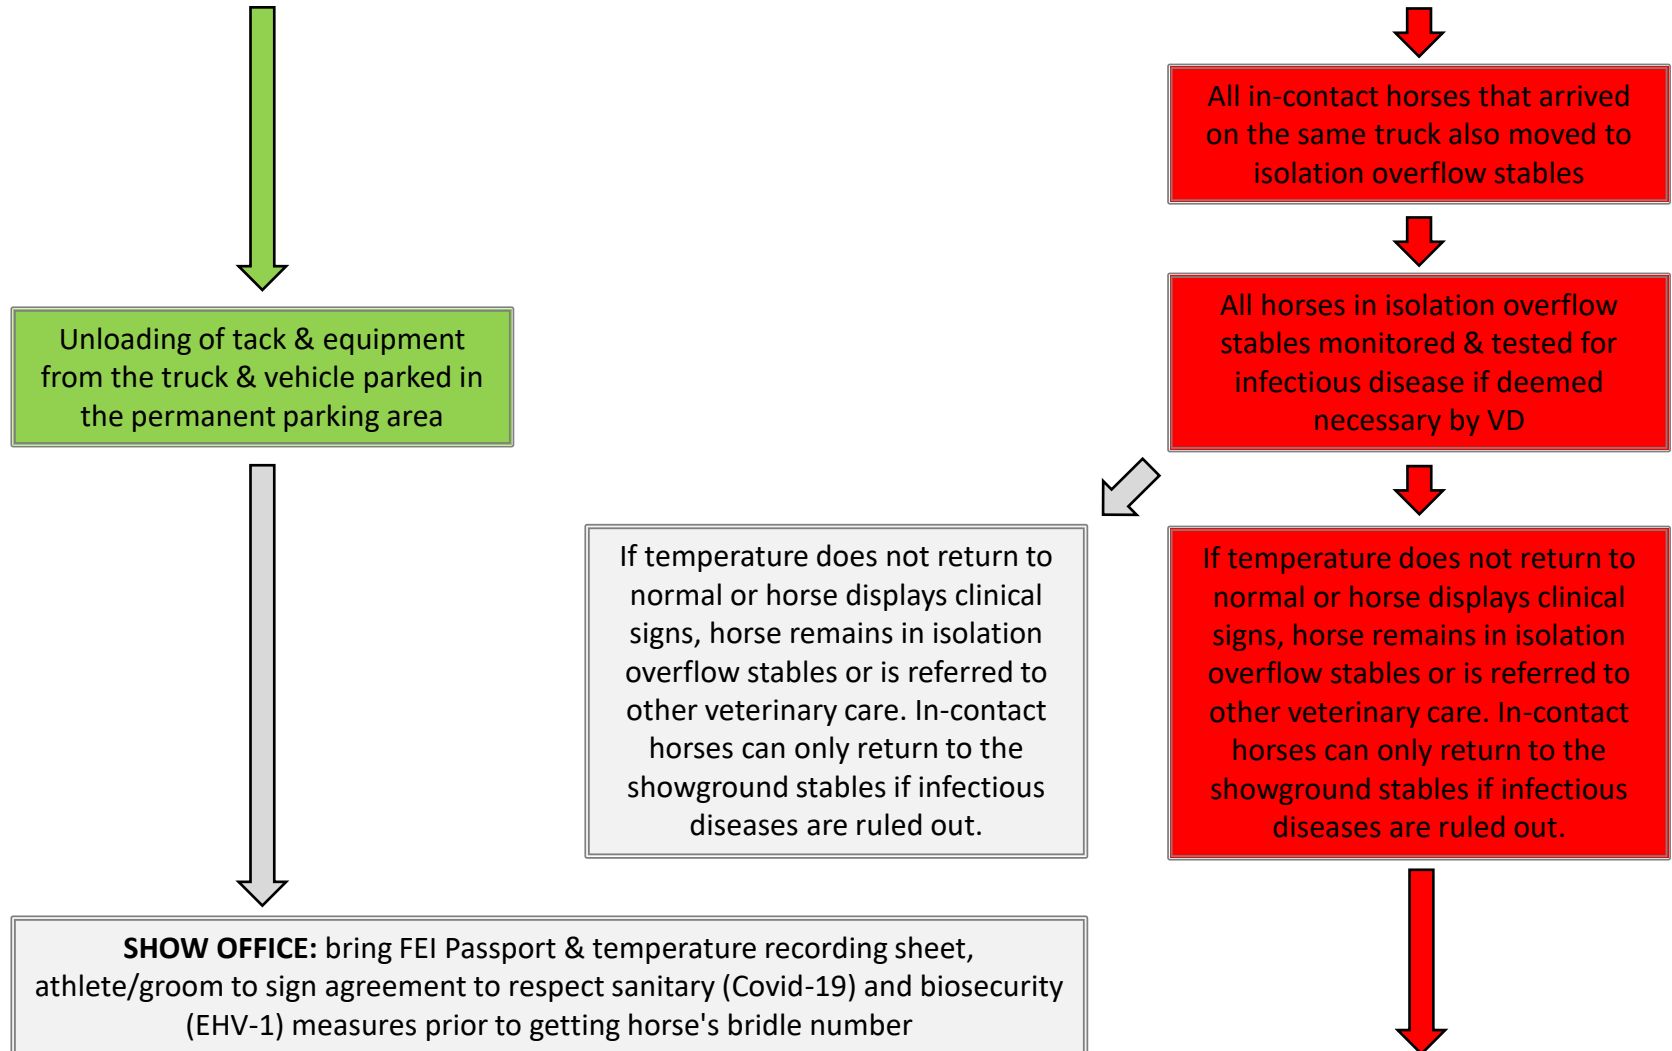 All in-contact horses that arrived
on the same truck also moved to
isolation overflow stables
Unloading of tack & equipment
from the truck & vehicle parked in
the permanent parking area
All horses in isolation overflow
stables monitored & tested for
infectious disease if deemed
necessary by VD
If temperature does not return to
normal or horse displays clinical
signs, horse remains in isolation
overflow stables or is referred to
other veterinary care. In-contact
horses can only return to the
showground stables if infectious
diseases are ruled out.
If temperature does not return to
normal or horse displays clinical
signs, horse remains in isolation
overflow stables or is referred to
other veterinary care. In-contact
horses can only return to the
showground stables if infectious
diseases are ruled out.
SHOW OFFICE: bring FEI Passport & temperature recording sheet,
athlete/groom to sign agreement to respect sanitary (Covid-19) and biosecurity
(EHV-1) measures prior to getting horse's bridle number